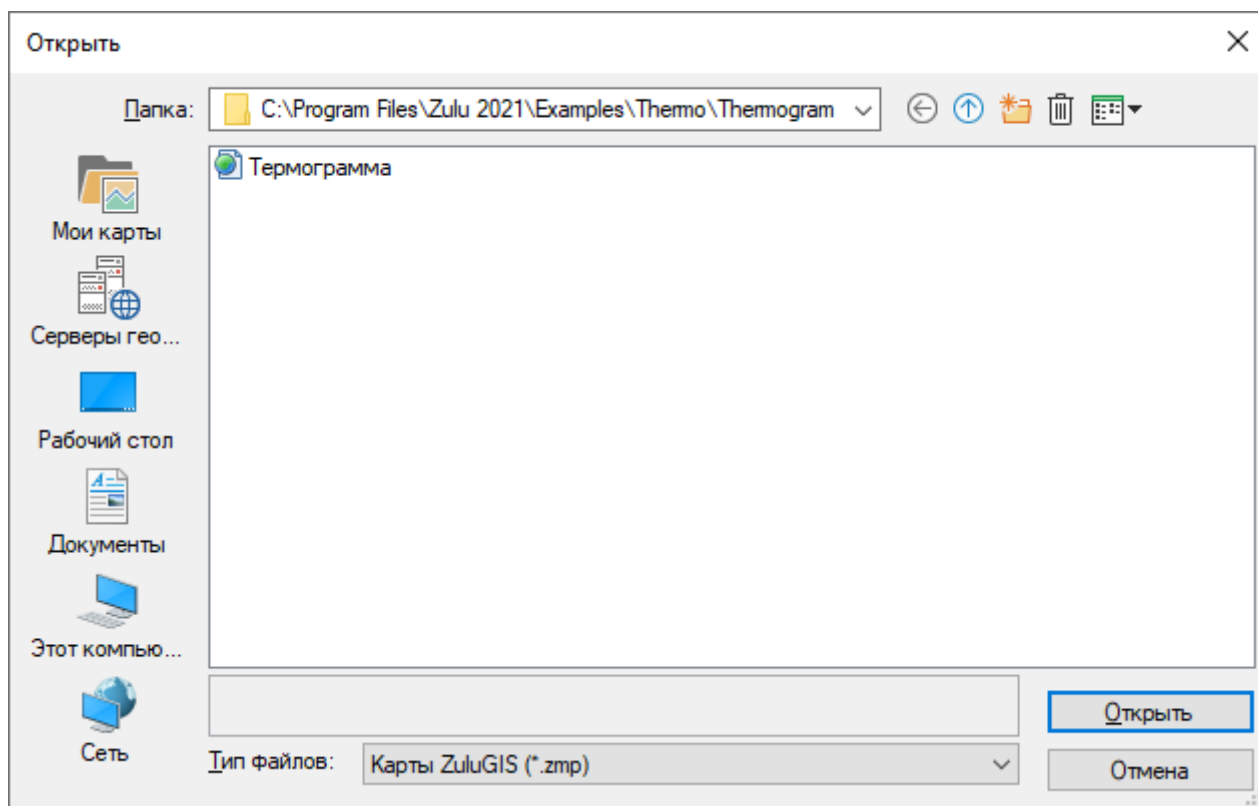 Открыть
Папка: C:\Program Files\Zulu 2021\Examples\Thermo\Thermogram
Термограмма
Мои карты
Серверы гео...
Рабочий стол
Документы
Этот компью...
Сеть
Открыть
Тип файлов: Карты ZuluGIS (*.zmp)
Отмена